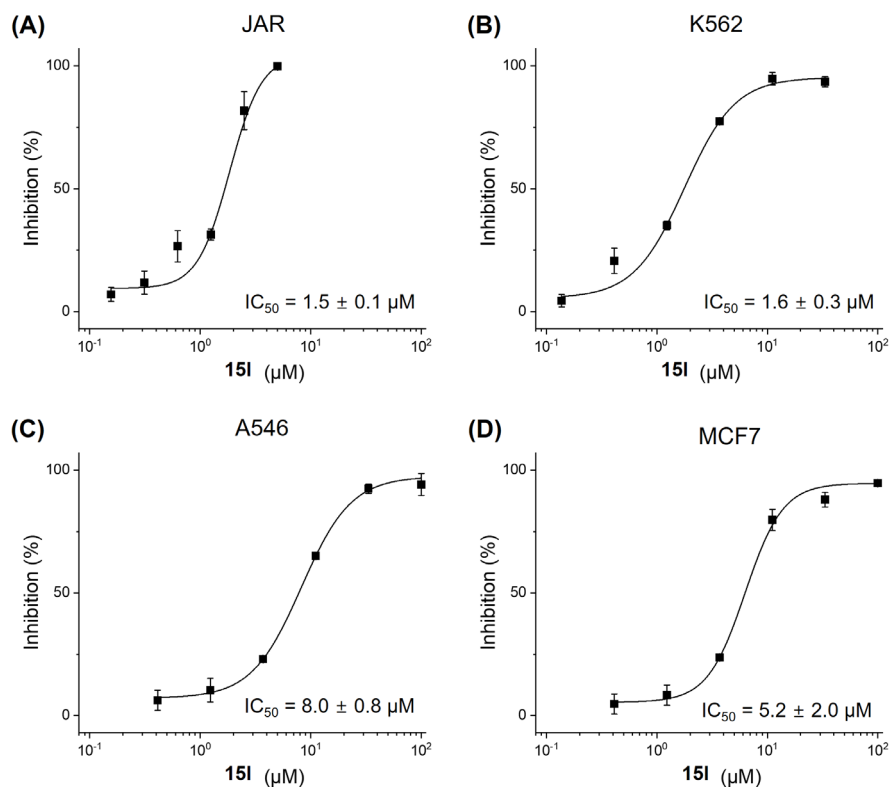 (A)
JAR
Inhibition (%)
100
50
0
IC₅₀ = 1.5 ± 0.1 µM
10⁻¹ 10⁰ 10¹ 10²
15l (µM)
(B)
K562
Inhibition (%)
100
50
0
IC₅₀ = 1.6 ± 0.3 µM
10⁻¹ 10⁰ 10¹ 10²
15l (µM)
(C)
A546
Inhibition (%)
100
50
0
IC₅₀ = 8.0 ± 0.8 µM
10⁻¹ 10⁰ 10¹ 10²
15l (µM)
(D)
MCF7
Inhibition (%)
100
50
0
IC₅₀ = 5.2 ± 2.0 µM
10⁻¹ 10⁰ 10¹ 10²
15l (µM)